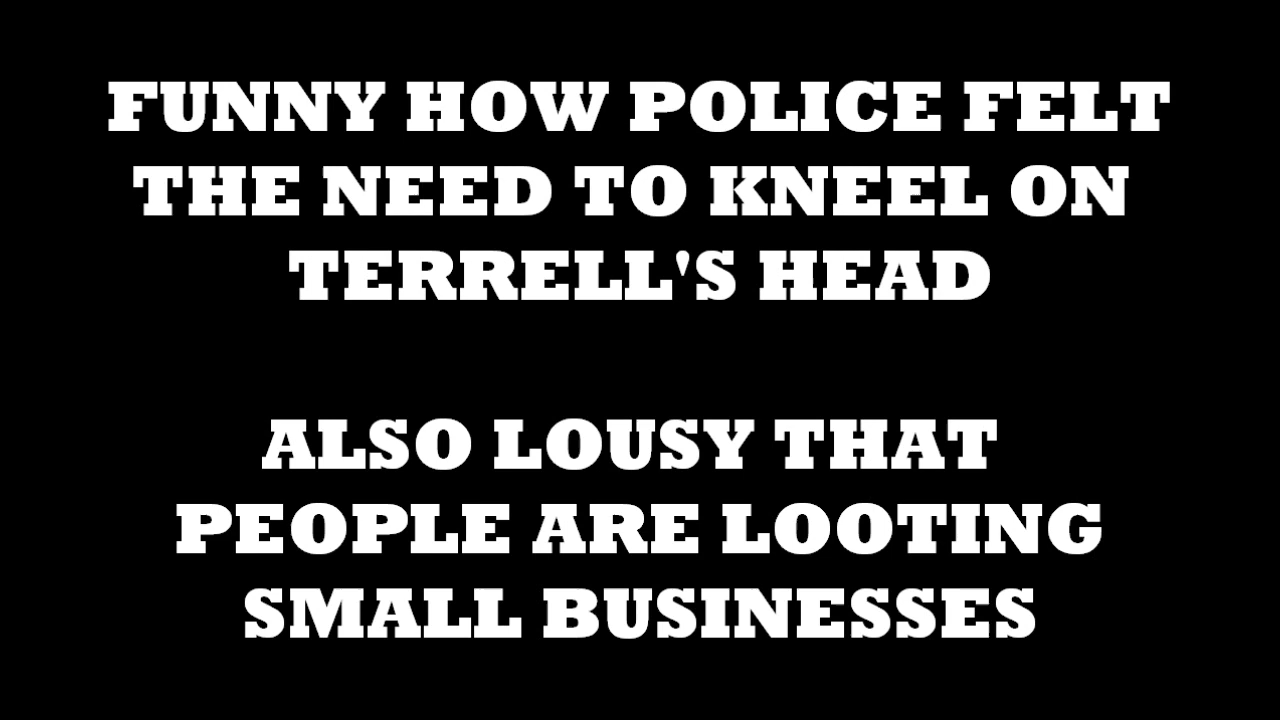 FUNNY HOW POLICE FELT
THE NEED TO KNEEL ON
TERRELL'S HEAD
ALSO LOUSY THAT
PEOPLE ARE LOOTING
SMALL BUSINESSES